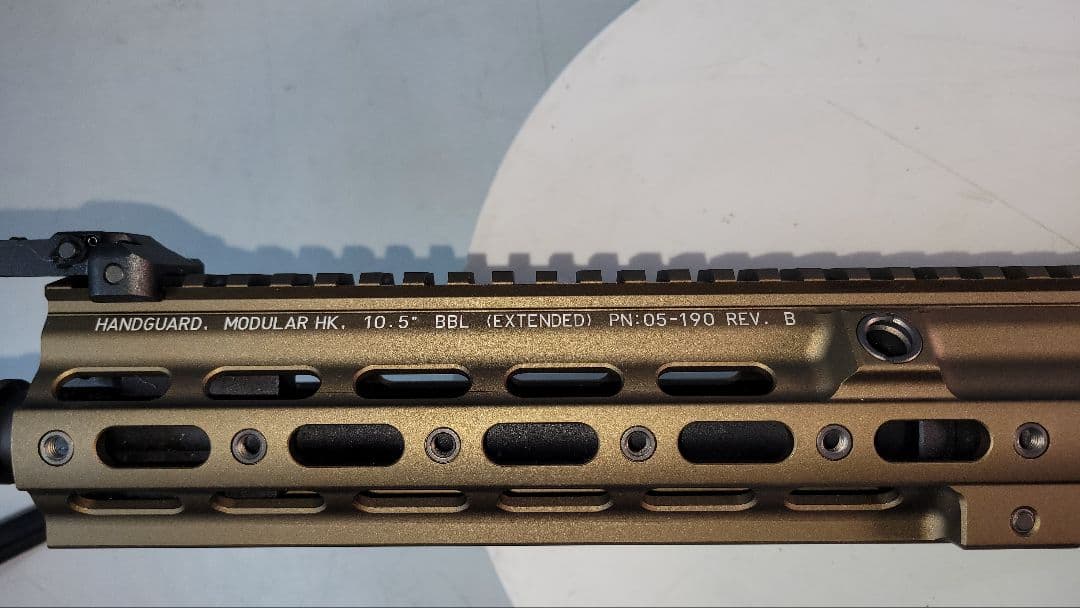 HANDGUARD, MODULAR HK, 10.5" BBL (EXTENDED) PN:05-190 REV. B